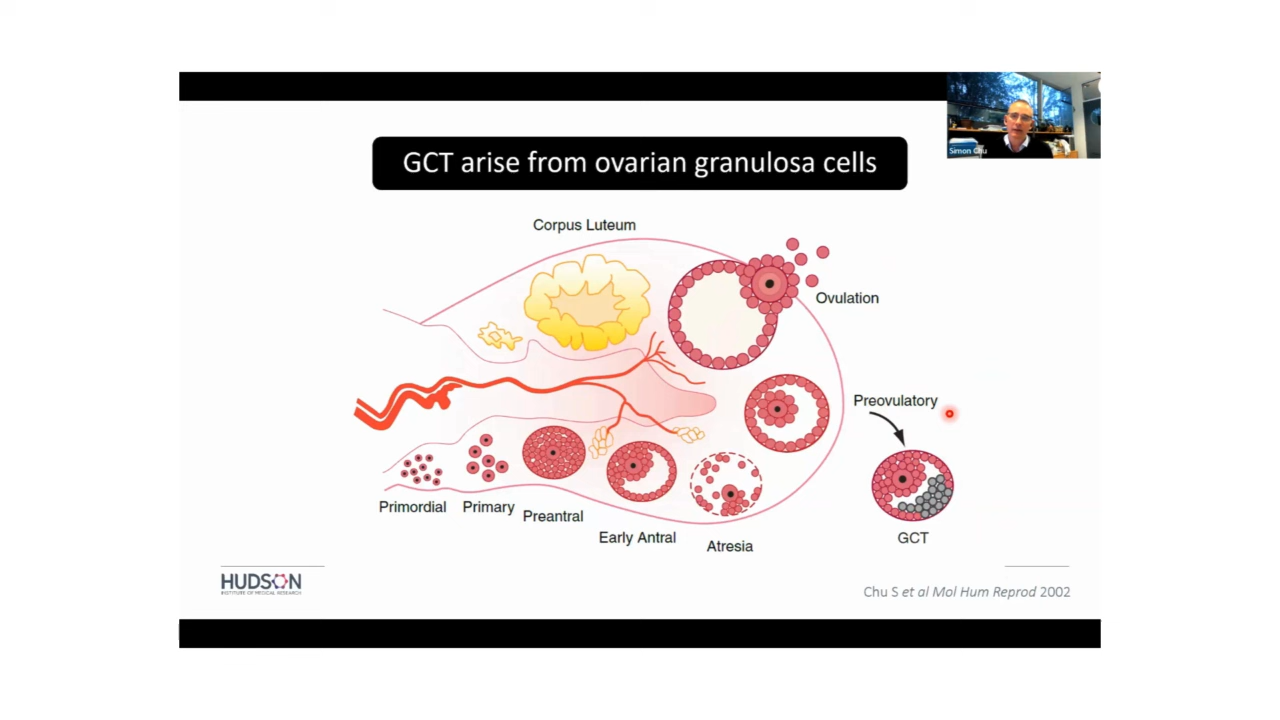 Simon Chu
GCT arise from ovarian granulosa cells
Corpus Luteum
Ovulation
Preovulatory
Primordial
Primary
Preantral
Early Antral
Atresia
GCT
HUDSON
INSTITUTE OF MEDICAL RESEARCH
Chu S et al Mol Hum Reprod 2002